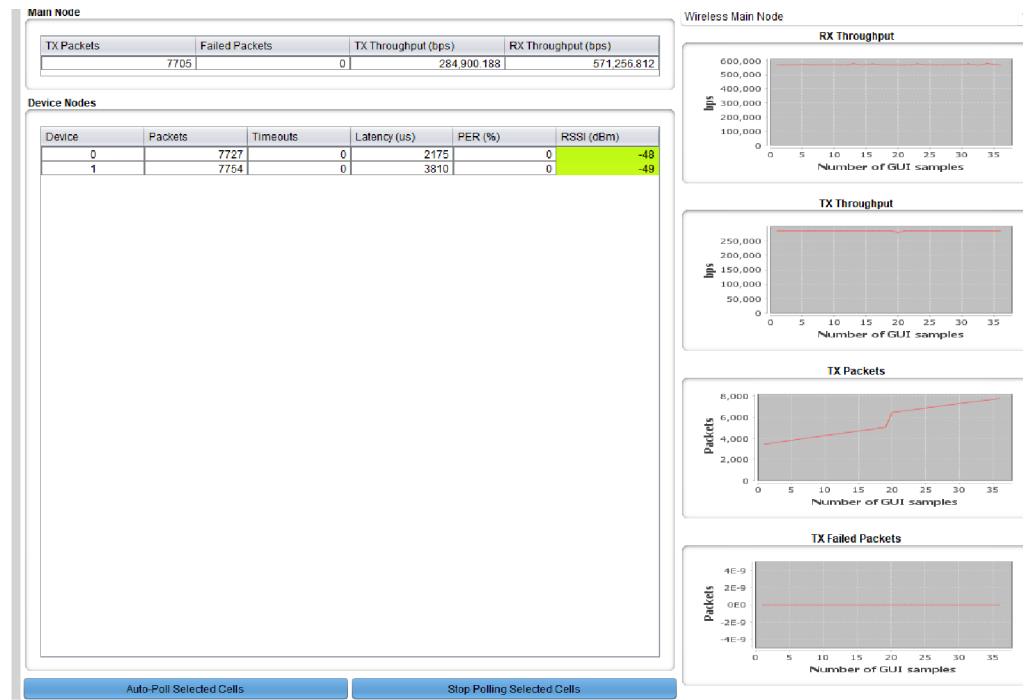 Main Node
TX Packets Failed Packets TX Throughput (bps) RX Throughput (bps)
7705 0 284,900.188 571,256.812
Device Nodes
Device Packets Timeouts Latency (us) PER (%) RSSI (dBm)
0 7727 0 2175 0 -48
1 7754 0 3810 0 -49
Auto-Poll Selected Cells Stop Polling Selected Cells
Wireless Main Node
RX Throughput
600,000
500,000
400,000
300,000
200,000
100,000
0
bps
0 5 10 15 20 25 30 35
Number of GUI samples
TX Throughput
250,000
200,000
150,000
100,000
50,000
0
bps
0 5 10 15 20 25 30 35
Number of GUI samples
TX Packets
8,000
6,000
4,000
2,000
0
Packets
0 5 10 15 20 25 30 35
Number of GUI samples
TX Failed Packets
4E-9
2E-9
0E0
-2E-9
-4E-9
Packets
0 5 10 15 20 25 30 35
Number of GUI samples